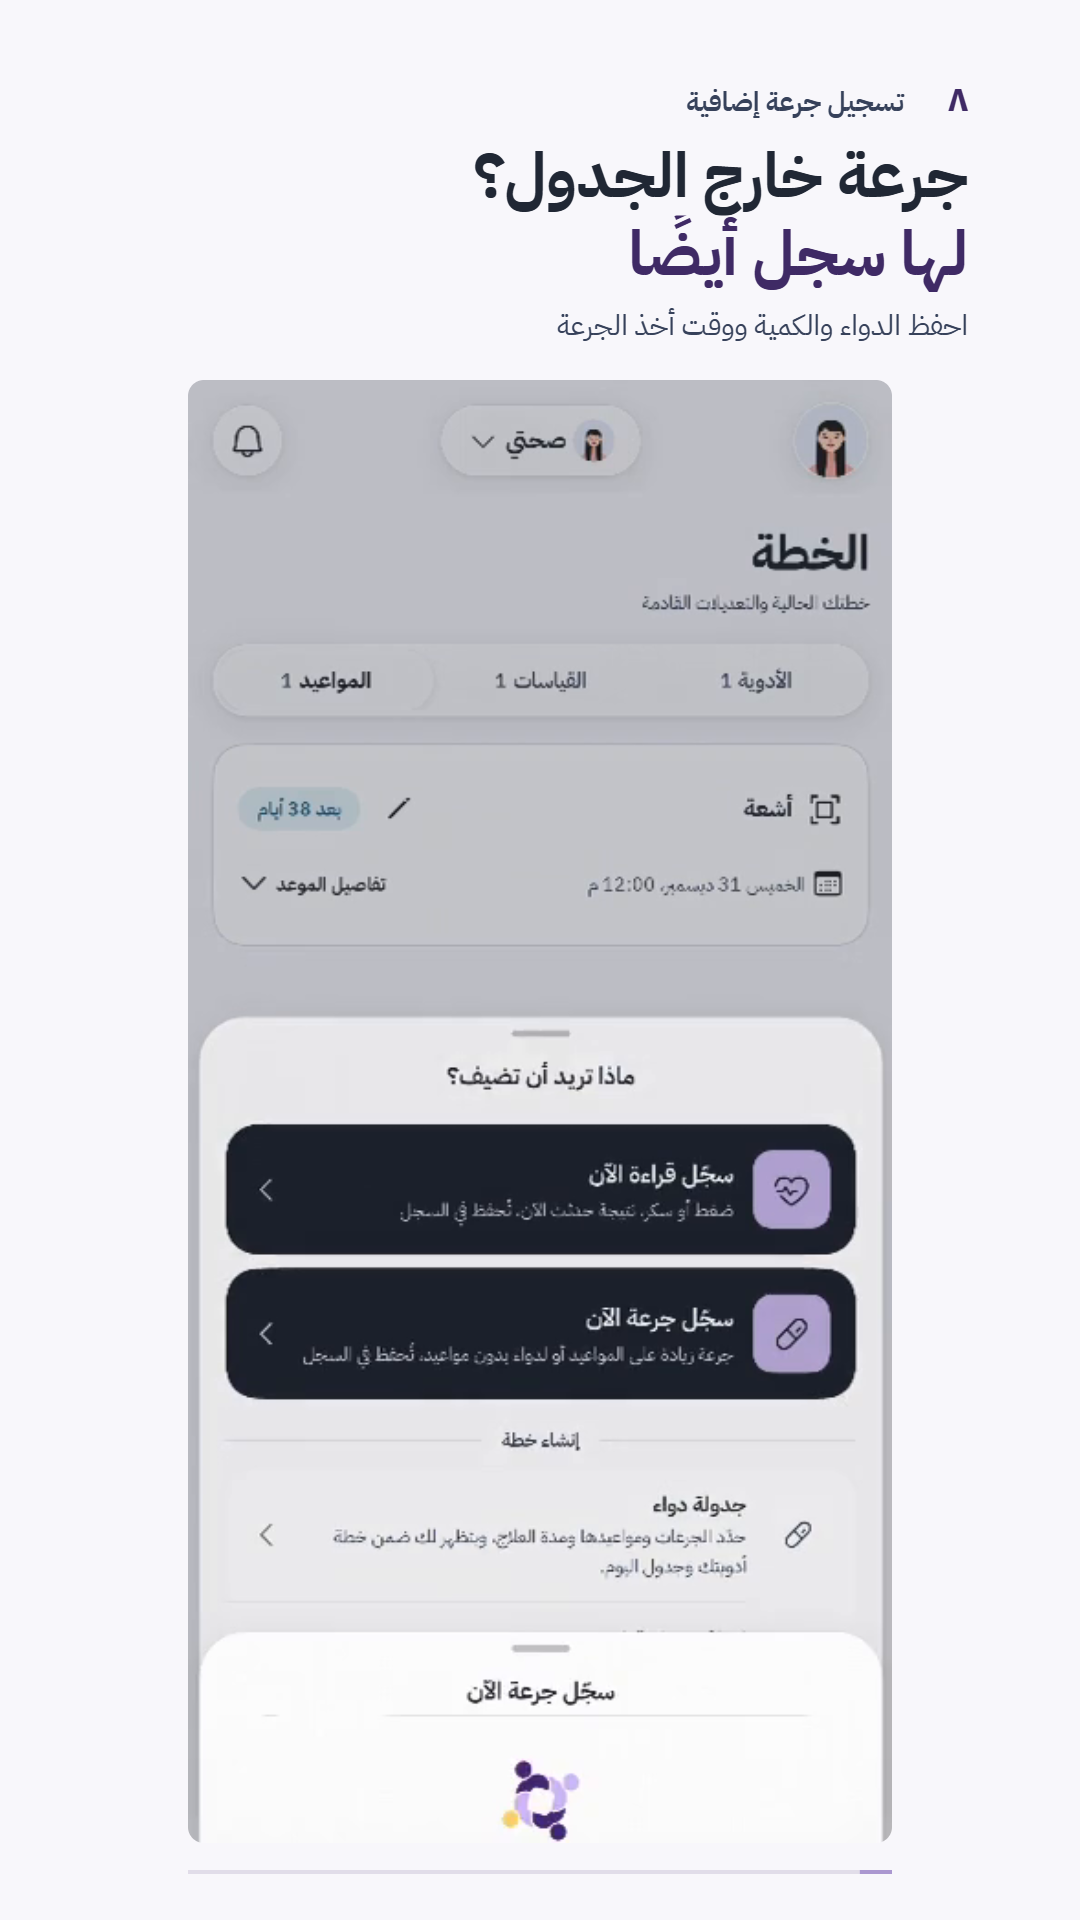 ٨ تسجيل جرعة إضافية
جرعة خارج الجدول؟
لها سجل أيضًا
احفظ الدواء والكمية ووقت أخذ الجرعة
صحتي
الخطة
خطتك الحالية والتعديلات القادمة
الأدوية 1 القياسات 1 المواعيد 1
أشعة بعد 38 أيام
الخميس 31 ديسمبر، 12:00 م تفاصيل الموعد
ماذا تريد أن تضيف؟
سجّل قراءة الآن
ضغط أو سكر، نتيجة حدثت الآن، تُحفظ في السجل
سجّل جرعة الآن
جرعة زيادة على المواعيد أو لدواء بدون مواعيد، تُحفظ في السجل
إنشاء خطة
جدولة دواء
حدّد الجرعات ومواعيدها ومدة العلاج، وبتظهر لك ضمن خطة
أدويتك وجدول اليوم.
سجّل جرعة الآن